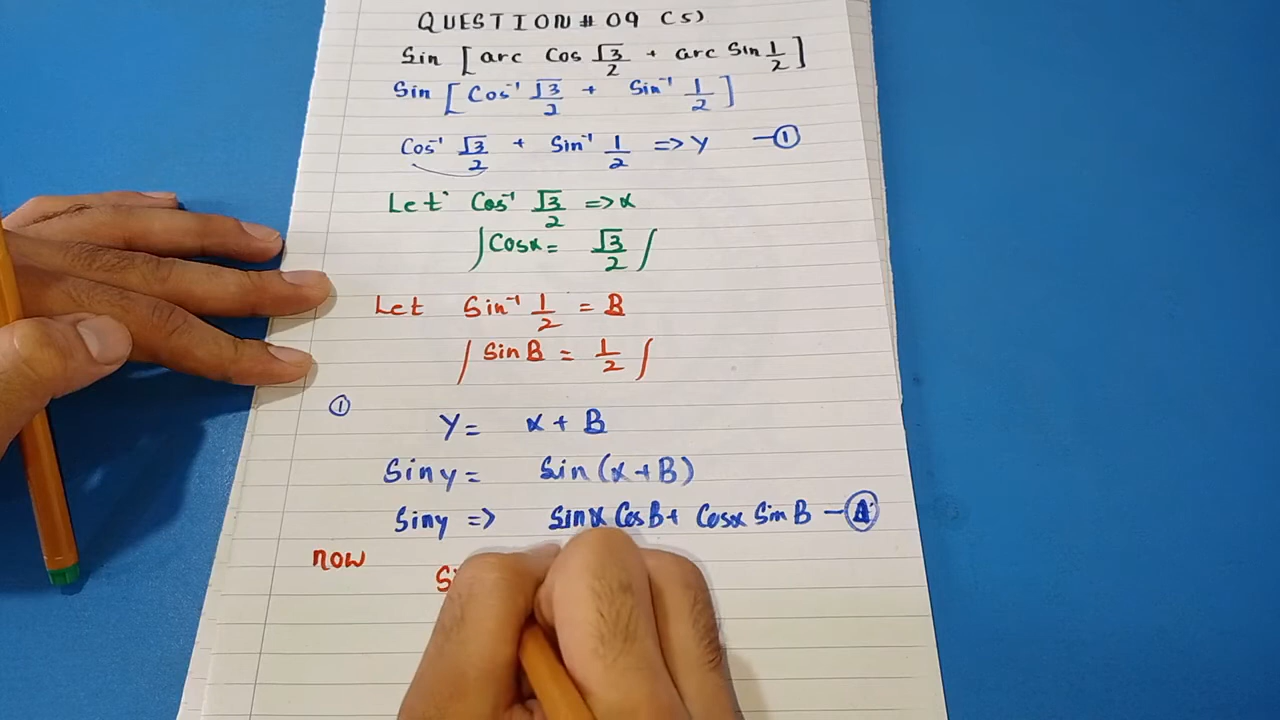 QUESTION # 09 (5)
Sin [arc Cos √3/2 + arc Sin 1/2]
Sin [Cos⁻¹ √3/2 + Sin⁻¹ 1/2]
Cos⁻¹ √3/2 + Sin⁻¹ 1/2 => y —①
Let Cos⁻¹ √3/2 => α
Cosα = √3/2
Let Sin⁻¹ 1/2 = B
Sin B = 1/2
①
y = α + B
Siny = Sin(α+B)
Siny => Sinα CosB + Cosα SinB —Ⓐ
now